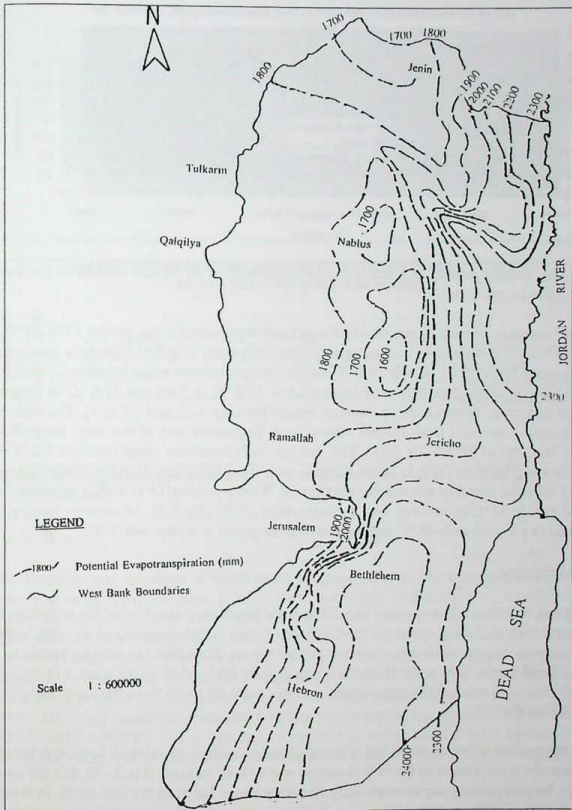 N
1700
1700
1800
Jenin
1800
1900
2000
2100
2200
2300
Tulkarm
1700
Qalqilya
Nablus
JORDAN RIVER
1800
1700
1600
2300
Ramallah
Jericho
LEGEND
Jerusalem
1900
2000
-1800- Potential Evapotranspiration (mm)
Bethlehem
West Bank Boundaries
DEAD SEA
Scale 1 : 600000
Hebron
24000
2300